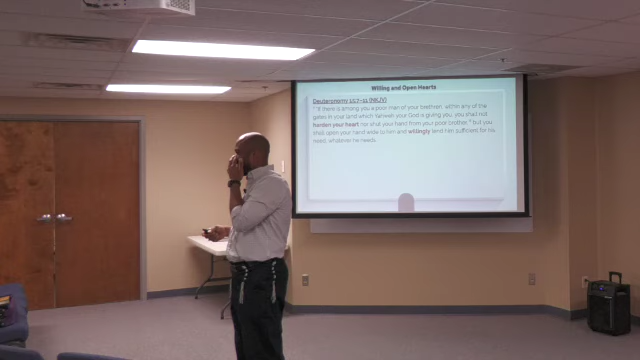 Willing and Open Hearts
Deuteronomy 15:7-11 (NKJV)
If there is among you a poor man of your brethren, within any of the
gates in your land which Yahweh your God is giving you, you shall not
harden your heart nor shut your hand from your poor brother, 8 but you
shall open your hand wide to him and willingly lend him sufficient for his
need, whatever he needs.